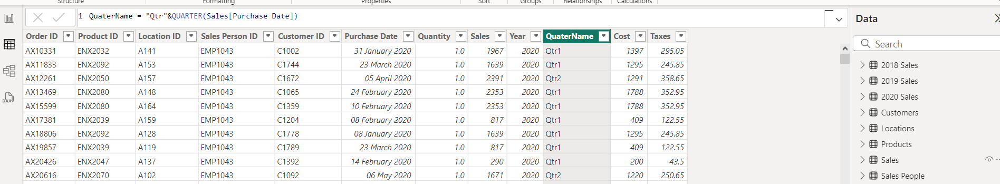 Structure Formatting Properties Sort Groups Relationships Calculations
1 QuaterName = "Qtr"&QUARTER(Sales[Purchase Date])
Order ID Product ID Location ID Sales Person ID Customer ID Purchase Date Quantity Sales Year QuaterName Cost Taxes
AX10331 ENX2032 A141 EMP1043 C1002 31 January 2020 1.0 1967 2020 Qtr1 1397 295.05
AX11833 ENX2092 A153 EMP1043 C1744 23 March 2020 1.0 1639 2020 Qtr1 1295 245.85
AX12261 ENX2050 A157 EMP1043 C1672 05 April 2020 1.0 2391 2020 Qtr2 1291 358.65
AX13469 ENX2080 A148 EMP1043 C1065 24 February 2020 1.0 2353 2020 Qtr1 1788 352.95
AX15599 ENX2080 A164 EMP1043 C1359 10 February 2020 1.0 2353 2020 Qtr1 1788 352.95
AX17381 ENX2039 A159 EMP1043 C1204 08 February 2020 1.0 817 2020 Qtr1 409 122.55
AX18806 ENX2092 A128 EMP1043 C1778 08 January 2020 1.0 1639 2020 Qtr1 1295 245.85
AX19857 ENX2039 A119 EMP1043 C1789 23 March 2020 1.0 817 2020 Qtr1 409 122.55
AX20426 ENX2047 A137 EMP1043 C1392 14 February 2020 1.0 290 2020 Qtr1 200 43.5
AX20616 ENX2070 A102 EMP1043 C1092 06 May 2020 1.0 1671 2020 Qtr2 1220 250.65
DAX
Data
Search
2018 Sales
2019 Sales
2020 Sales
Customers
Locations
Products
Sales
Sales People